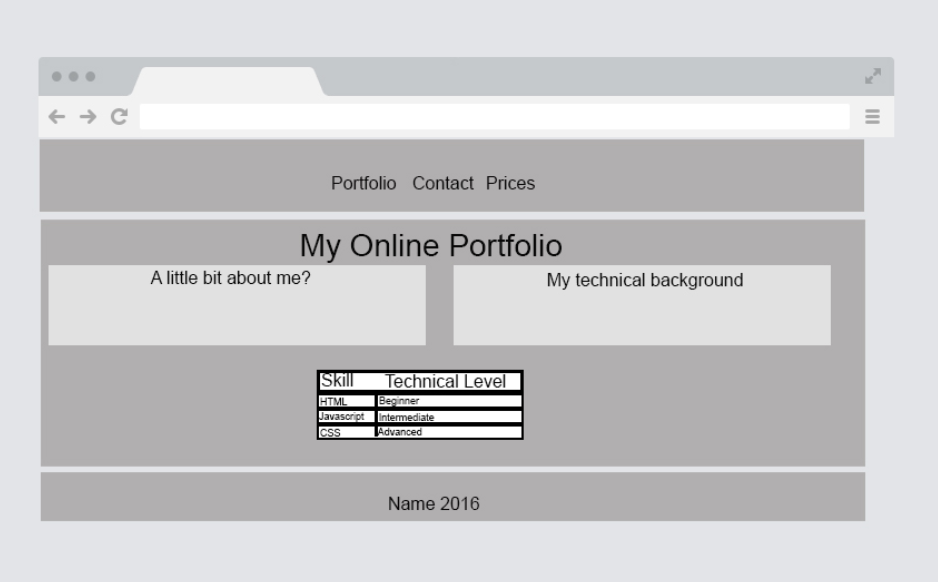 Portfolio Contact Prices
My Online Portfolio
A little bit about me?
My technical background
Skill Technical Level
HTML Beginner
Javascript Intermediate
CSS Advanced
Name 2016